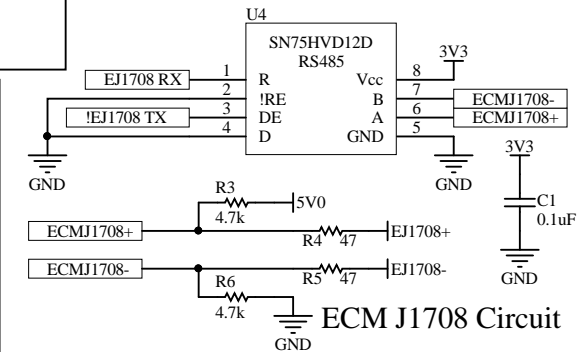 U4
SN75HVD12D
RS485
EJ1708 RX 1 R Vcc 8 3V3
2 !RE B 7 ECMJ1708-
!EJ1708 TX 3 DE A 6 ECMJ1708+
4 D GND 5
GND GND 3V3
R3
4.7k 5V0
C1
0.1uF
ECMJ1708+ R4 47 EJ1708+
ECMJ1708- R5 47 EJ1708-
GND
R6
4.7k
GND
ECM J1708 Circuit